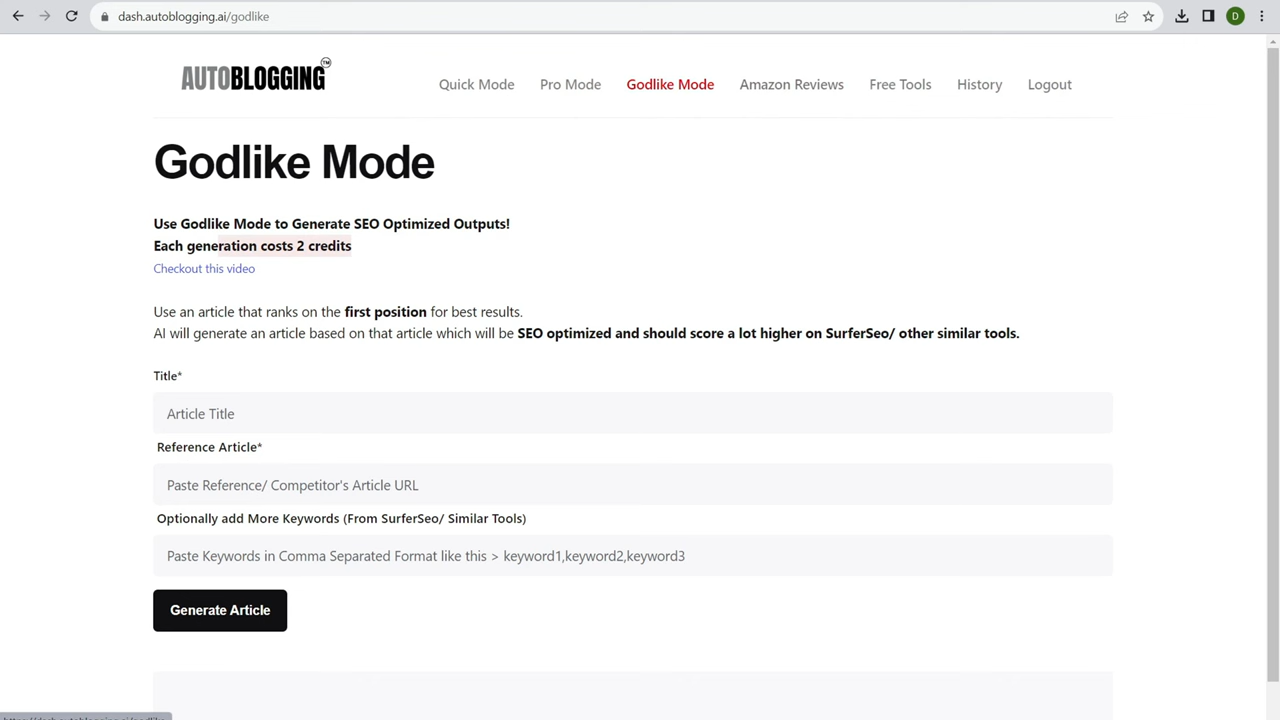 dash.autoblogging.ai/godlike
D
AUTOBLOGGING™
Quick Mode Pro Mode Godlike Mode Amazon Reviews Free Tools History Logout
Godlike Mode
Use Godlike Mode to Generate SEO Optimized Outputs!
Each generation costs 2 credits
Checkout this video
Use an article that ranks on the first position for best results.
AI will generate an article based on that article which will be SEO optimized and should score a lot higher on SurferSeo/ other similar tools.
Title*
Article Title
Reference Article*
Paste Reference/ Competitor's Article URL
Optionally add More Keywords (From SurferSeo/ Similar Tools)
Paste Keywords in Comma Separated Format like this > keyword1,keyword2,keyword3
Generate Article